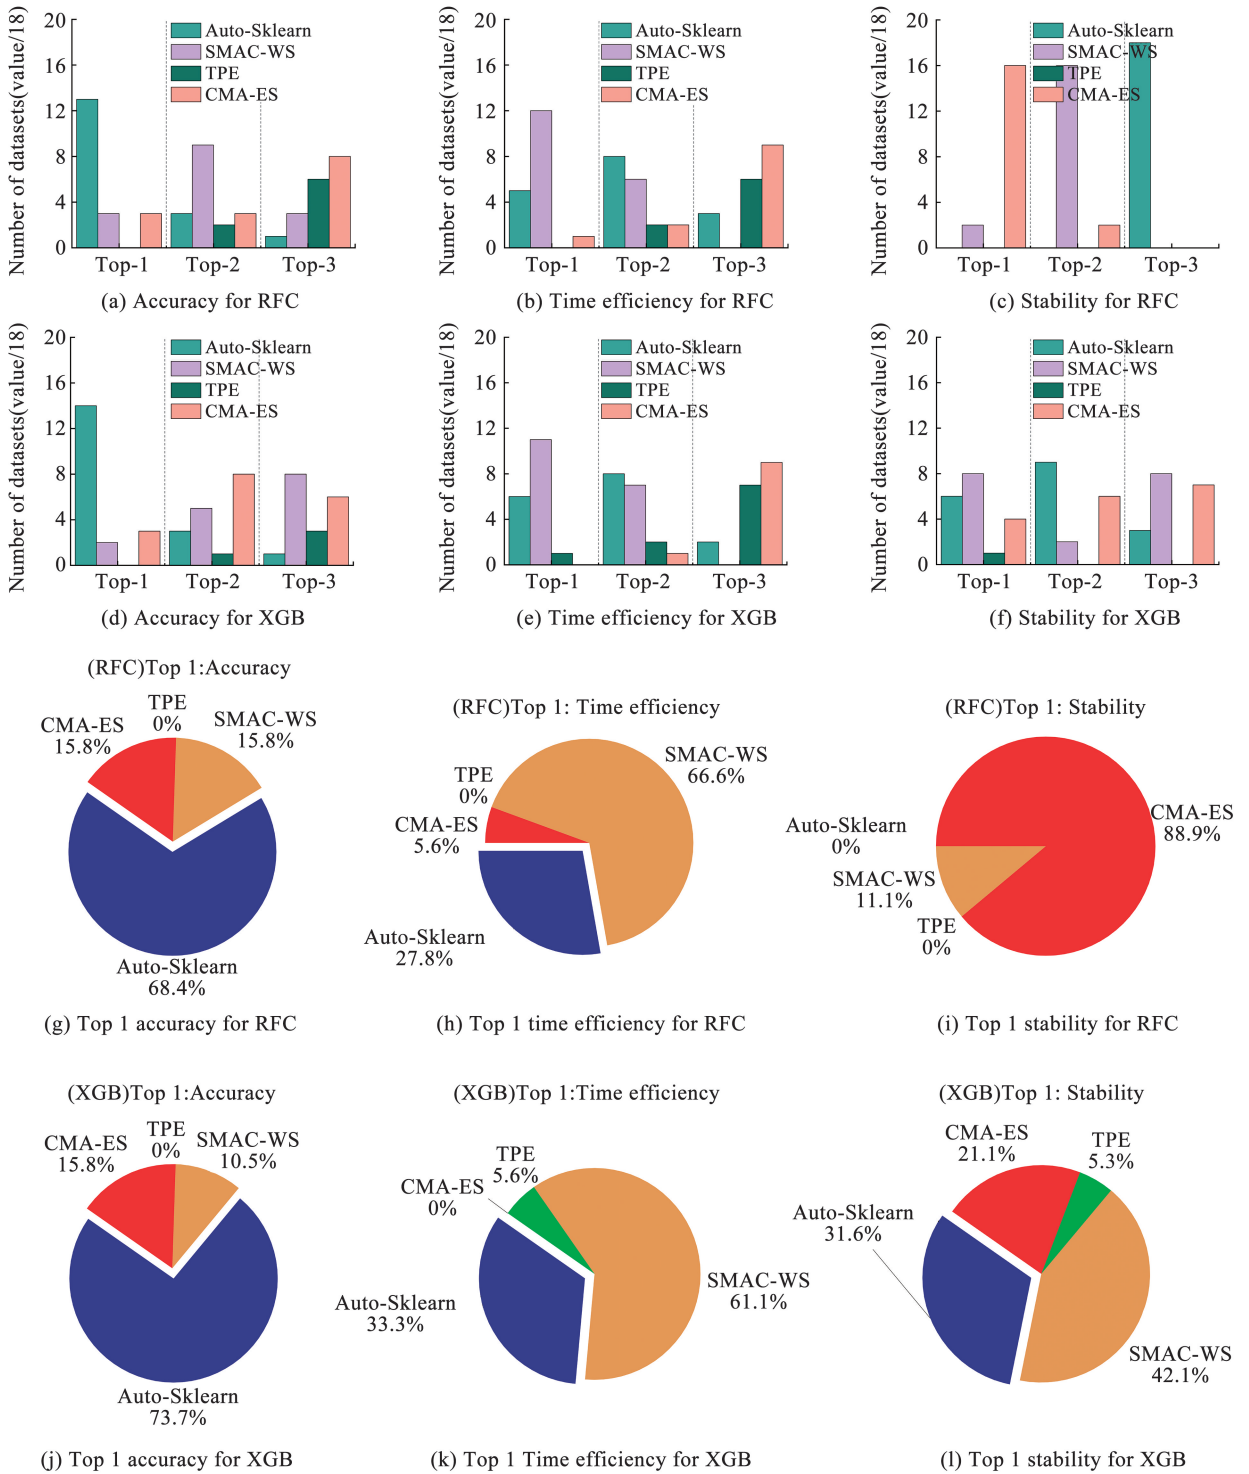 Number of datasets(value/18)
20
16
12
8
4
0
Auto-Sklearn
SMAC-WS
TPE
CMA-ES
Top-1
Top-2
Top-3
(a) Accuracy for RFC
Number of datasets(value/18)
20
16
12
8
4
0
Auto-Sklearn
SMAC-WS
TPE
CMA-ES
Top-1
Top-2
Top-3
(b) Time efficiency for RFC
Number of datasets(value/18)
20
16
12
8
4
0
Auto-Sklearn
SMAC-WS
TPE
CMA-ES
Top-1
Top-2
Top-3
(c) Stability for RFC
Number of datasets(value/18)
20
16
12
8
4
0
Auto-Sklearn
SMAC-WS
TPE
CMA-ES
Top-1
Top-2
Top-3
(d) Accuracy for XGB
Number of datasets(value/18)
20
16
12
8
4
0
Auto-Sklearn
SMAC-WS
TPE
CMA-ES
Top-1
Top-2
Top-3
(e) Time efficiency for XGB
Number of datasets(value/18)
20
16
12
8
4
0
Auto-Sklearn
SMAC-WS
TPE
CMA-ES
Top-1
Top-2
Top-3
(f) Stability for XGB
(RFC)Top 1:Accuracy
TPE
0%
CMA-ES
15.8%
SMAC-WS
15.8%
Auto-Sklearn
68.4%
(g) Top 1 accuracy for RFC
(RFC)Top 1: Time efficiency
SMAC-WS
66.6%
TPE
0%
CMA-ES
5.6%
Auto-Sklearn
27.8%
(h) Top 1 time efficiency for RFC
(RFC)Top 1: Stability
CMA-ES
88.9%
Auto-Sklearn
0%
SMAC-WS
11.1%
TPE
0%
(i) Top 1 stability for RFC
(XGB)Top 1:Accuracy
TPE
0%
CMA-ES
15.8%
SMAC-WS
10.5%
Auto-Sklearn
73.7%
(j) Top 1 accuracy for XGB
(XGB)Top 1:Time efficiency
TPE
5.6%
CMA-ES
0%
SMAC-WS
61.1%
Auto-Sklearn
33.3%
(k) Top 1 Time efficiency for XGB
(XGB)Top 1: Stability
CMA-ES
21.1%
TPE
5.3%
Auto-Sklearn
31.6%
SMAC-WS
42.1%
(l) Top 1 stability for XGB